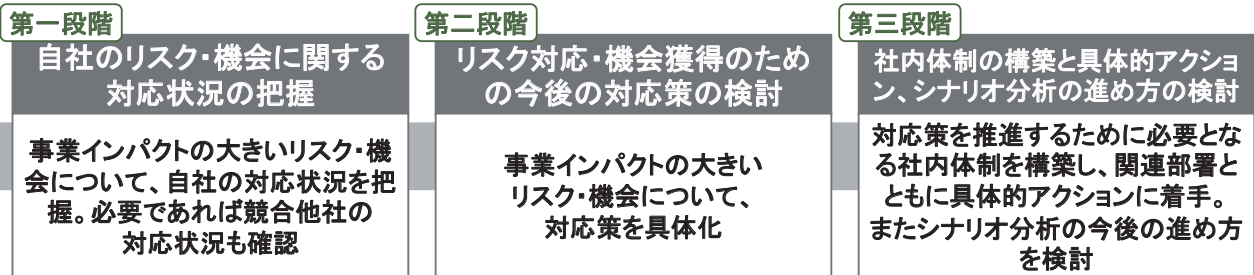 第一段階
自社のリスク・機会に関する
対応状況の把握
事業インパクトの大きいリスク・機
会について、自社の対応状況を把
握。必要であれば競合他社の
対応状況も確認
第二段階
リスク対応・機会獲得のため
の今後の対応策の検討
事業インパクトの大きい
リスク・機会について、
対応策を具体化
第三段階
社内体制の構築と具体的アクショ
ン、シナリオ分析の進め方の検討
対応策を推進するために必要とな
る社内体制を構築し、関連部署と
ともに具体的アクションに着手。
またシナリオ分析の今後の進め方
を検討